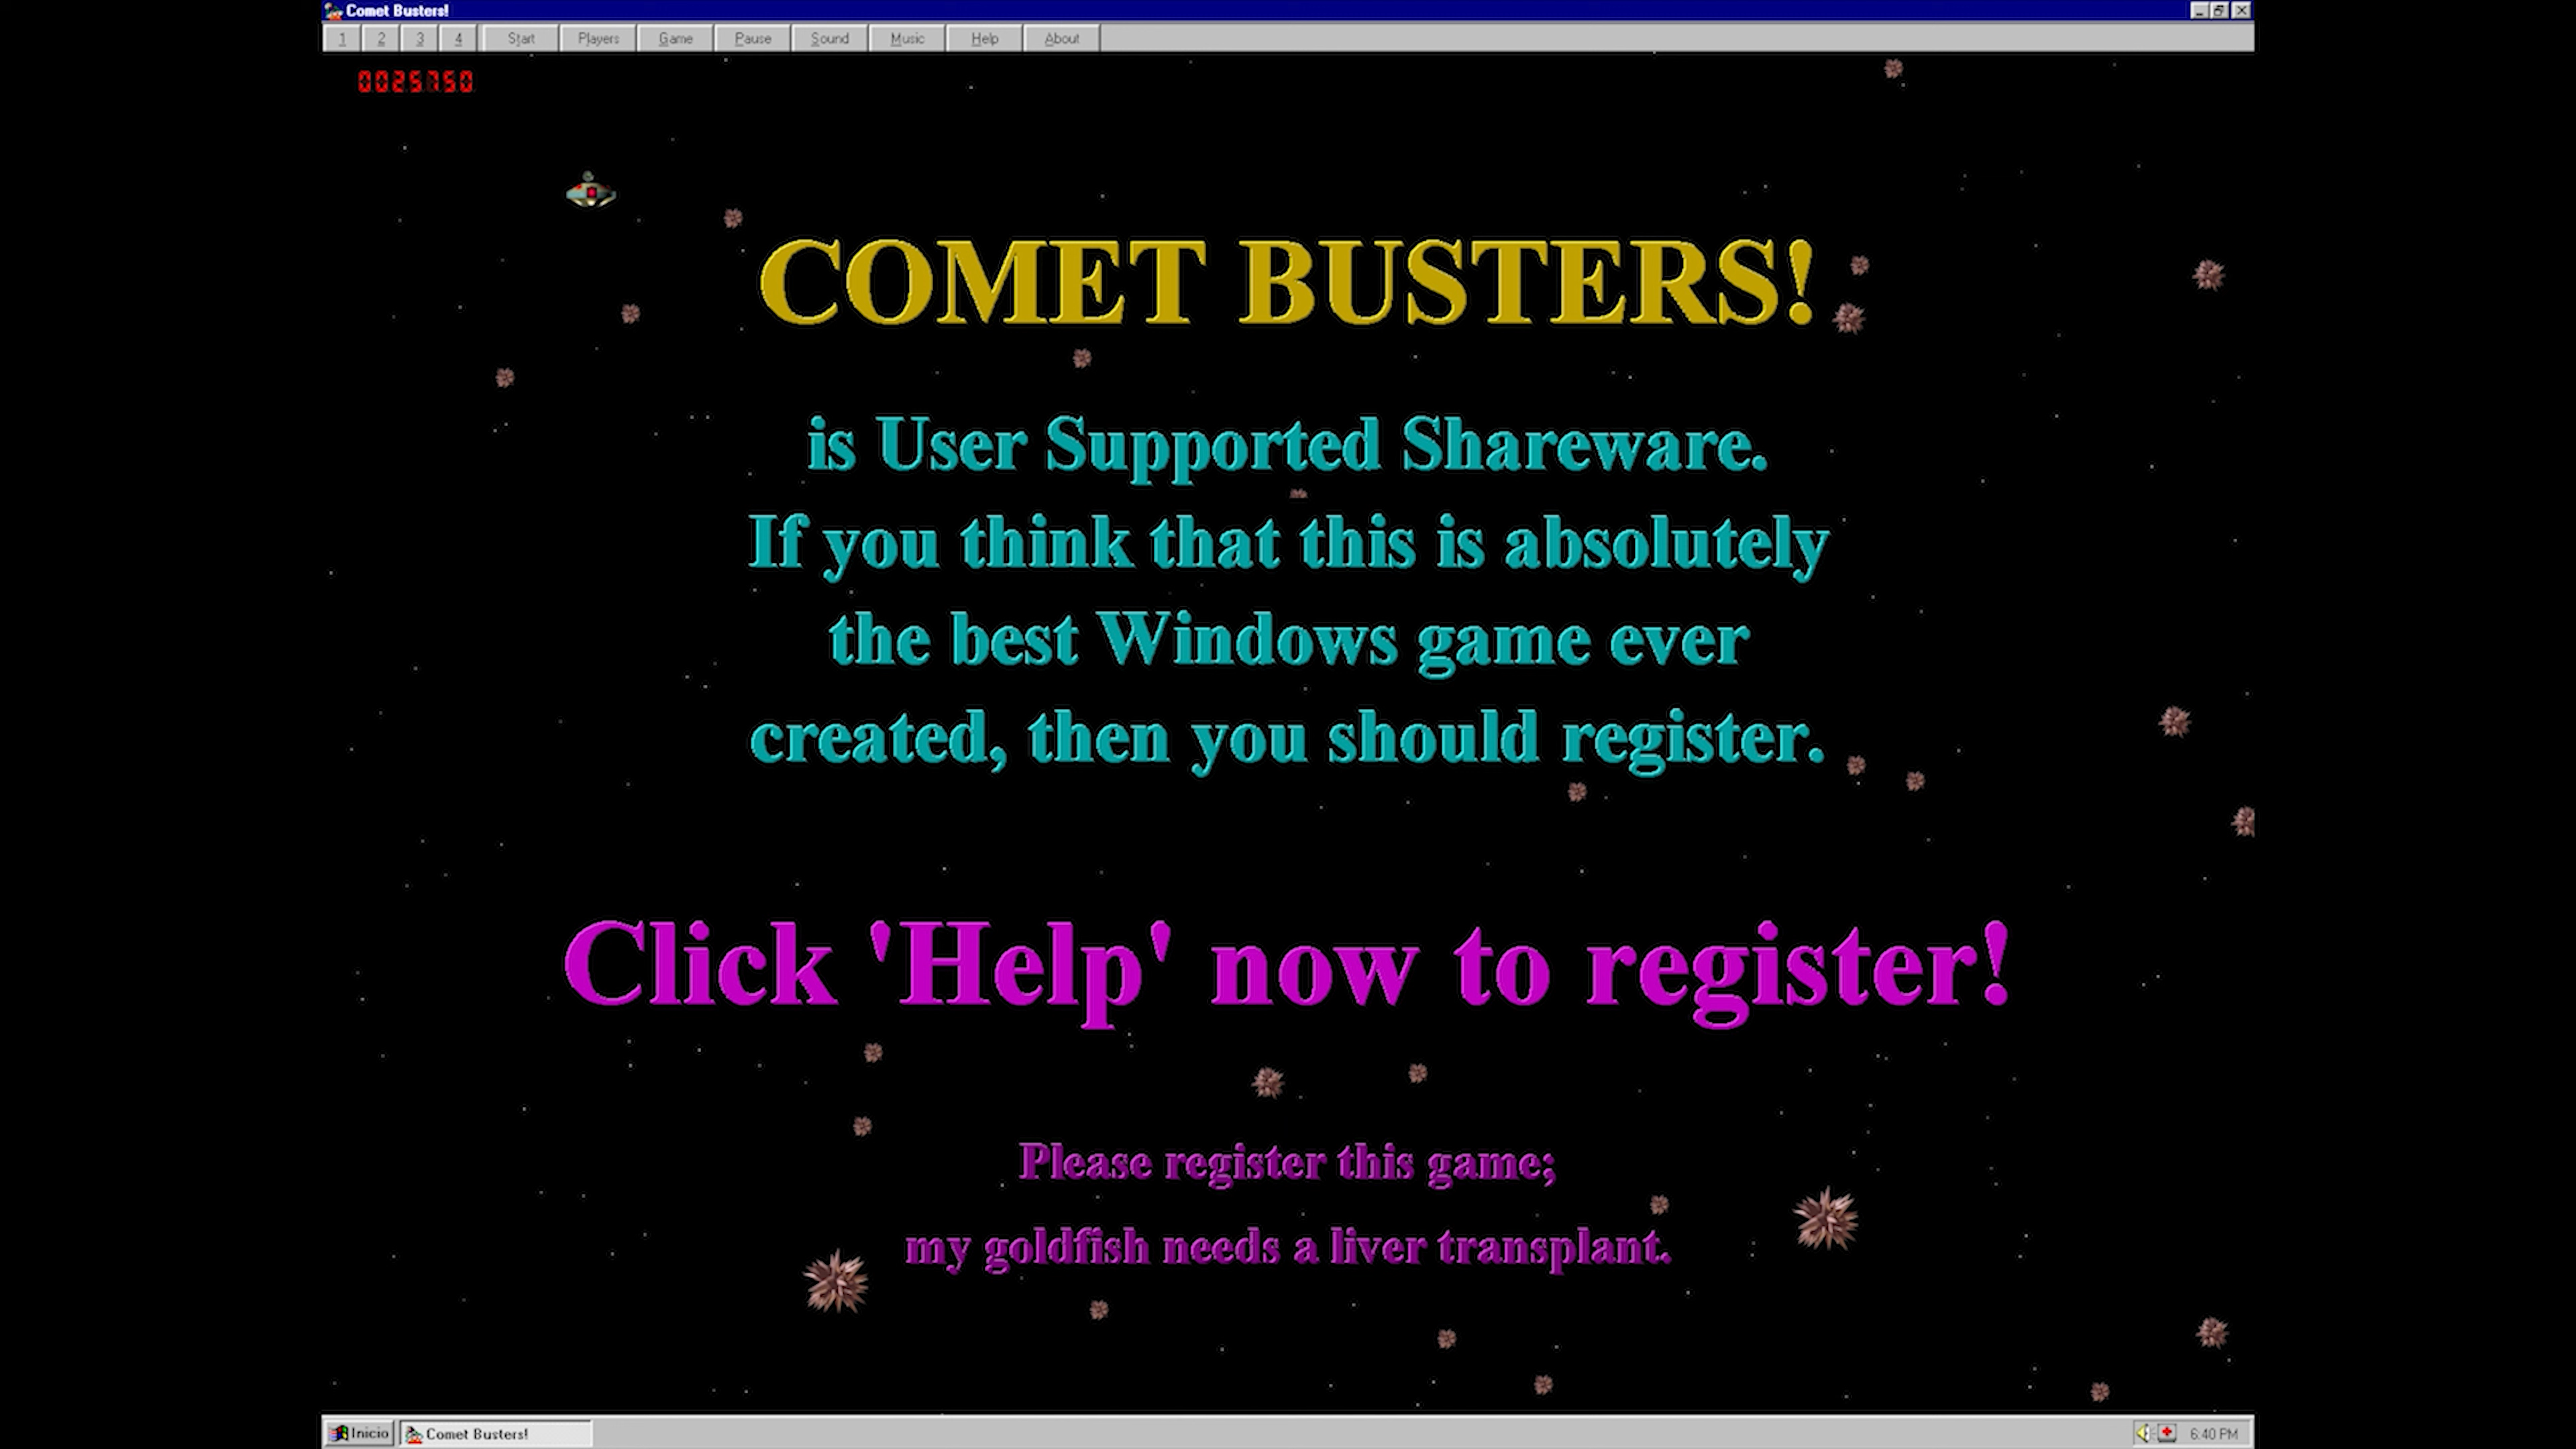 Comet Busters!
1 2 3 4 Start Players Game Pause Sound Music Help About
0025750
COMET BUSTERS!
is User Supported Shareware.
If you think that this is absolutely
the best Windows game ever
created, then you should register.
Click 'Help' now to register!
Please register this game;
my goldfish needs a liver transplant.
Inicio Comet Busters! 6:40 PM